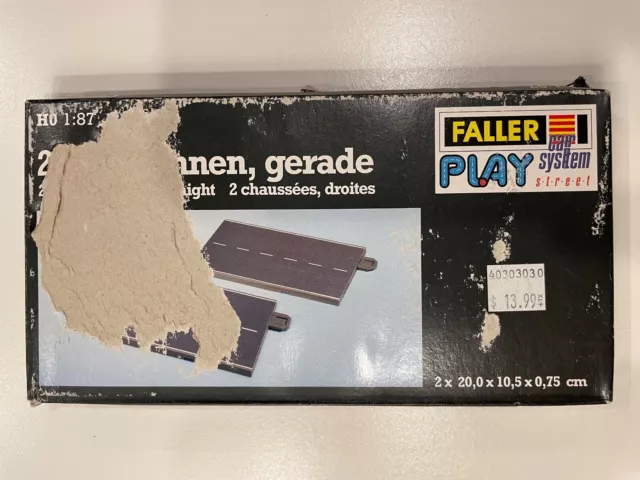 H0 1:87
FALLER
PLAY
system
s·t·r·e·e·t
2 nnen, gerade
2 ight 2 chaussées, droites
40303030
13.99
2 x 20,0 x 10,5 x 0,75 cm